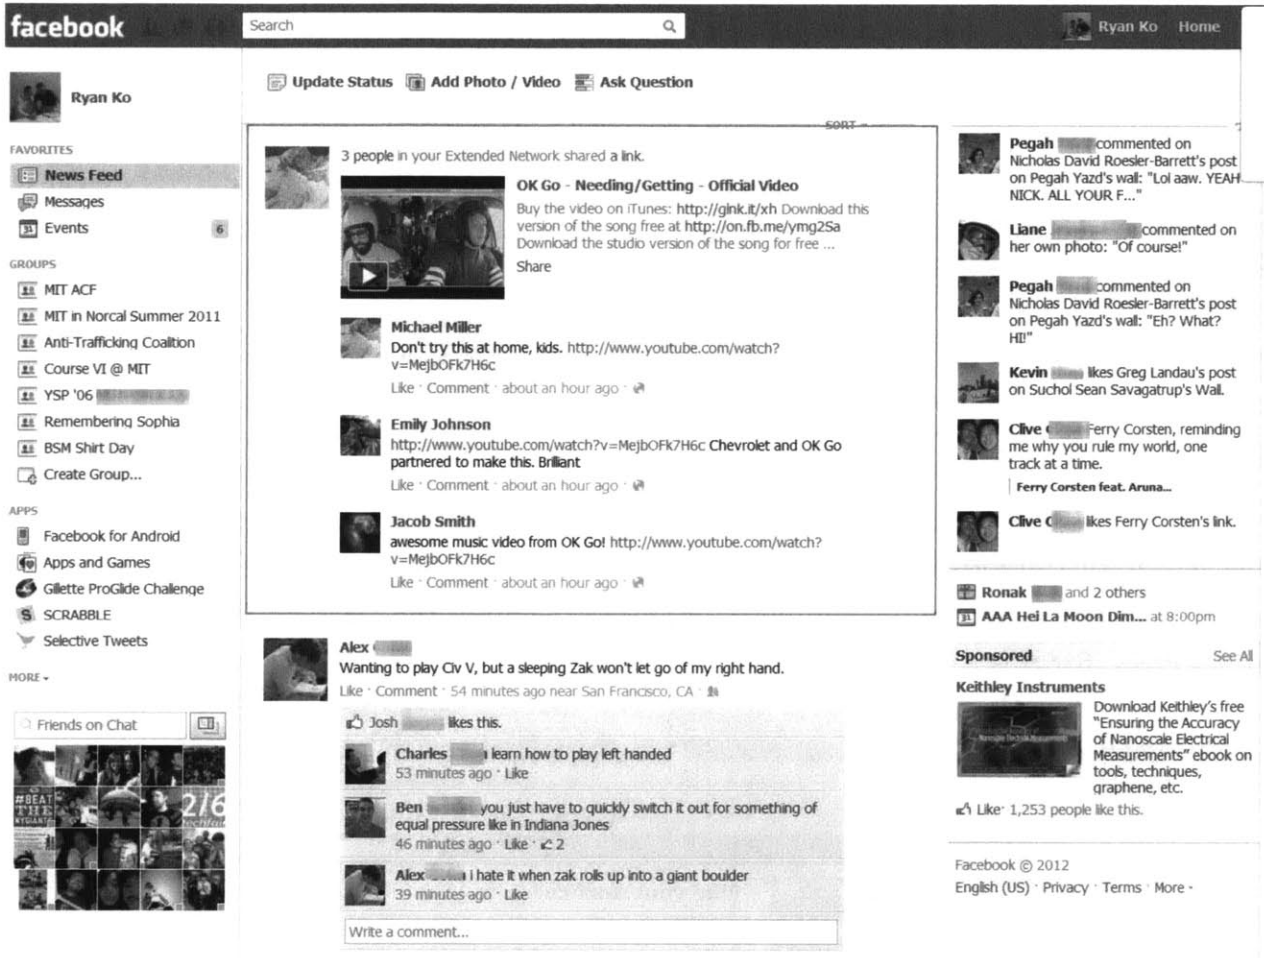 facebook
Search
Ryan Ko Home
Ryan Ko
FAVORITES
News Feed
Messages
Events 6
GROUPS
MIT ACF
MIT in Norcal Summer 2011
Anti-Trafficking Coalition
Course VI @ MIT
YSP '06
Remembering Sophia
BSM Shirt Day
Create Group...
APPS
Facebook for Android
Apps and Games
Gillette ProGlide Challenge
SCRABBLE
Selective Tweets
MORE
Friends on Chat
#BEAT
THE
2/6
Update Status Add Photo / Video Ask Question
SORT
3 people in your Extended Network shared a link.
OK Go - Needing/Getting - Official Video
Buy the video on iTunes: http://glnk.it/xh Download this
version of the song free at http://on.fb.me/ymg2Sa
Download the studio version of the song for free ...
Share
Michael Miller
Don't try this at home, kids. http://www.youtube.com/watch?
v=MejbOFk7H6c
Like · Comment · about an hour ago ·
Emily Johnson
http://www.youtube.com/watch?v=MejbOFk7H6c Chevrolet and OK Go
partnered to make this. Brilliant
Like · Comment · about an hour ago ·
Jacob Smith
awesome music video from OK Go! http://www.youtube.com/watch?
v=MejbOFk7H6c
Like · Comment · about an hour ago ·
Alex
Wanting to play Civ V, but a sleeping Zak won't let go of my right hand.
Like · Comment · 54 minutes ago near San Francisco, CA ·
Josh likes this.
Charles learn how to play left handed
53 minutes ago · Like
Ben you just have to quickly switch it out for something of
equal pressure like in Indiana Jones
46 minutes ago · Like · 2
Alex i hate it when zak rolls up into a giant boulder
39 minutes ago · Like
Write a comment...
Pegah commented on
Nicholas David Roesler-Barrett's post
on Pegah Yazd's wall: "Lol aaw. YEAH
NICK. ALL YOUR F..."
Liane commented on
her own photo: "Of course!"
Pegah commented on
Nicholas David Roesler-Barrett's post
on Pegah Yazd's wall: "Eh? What?
HI!"
Kevin likes Greg Landau's post
on Suchol Sean Savagatrup's Wall.
Clive Ferry Corsten, reminding
me why you rule my world, one
track at a time.
Ferry Corsten feat. Aruna...
Clive likes Ferry Corsten's link.
Ronak and 2 others
AAA Hei La Moon Dim... at 8:00pm
Sponsored See All
Keithley Instruments
Download Keithley's free
"Ensuring the Accuracy
of Nanoscale Electrical
Measurements" ebook on
tools, techniques,
graphene, etc.
Like · 1,253 people like this.
Facebook © 2012
English (US) · Privacy · Terms · More